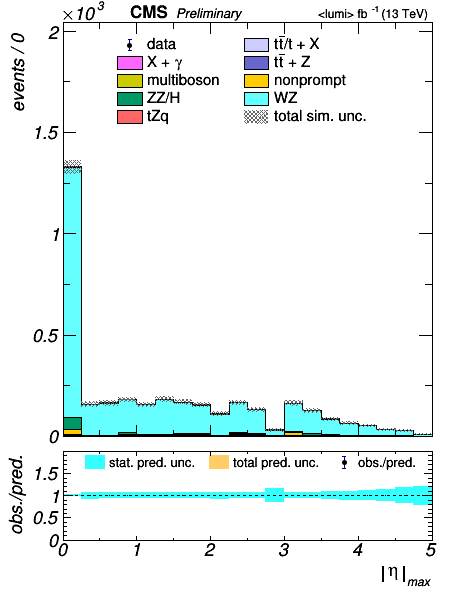 ×10³ CMS Preliminary <lumi> fb ⁻¹ (13 TeV)
events / 0
2
1.5
1
0.5
0
data
X + γ
multiboson
ZZ/H
tZq
tt̄/t + X
tt̄ + Z
nonprompt
WZ
total sim. unc.
obs./pred.
1.5
1
0.5
0
stat. pred. unc. total pred. unc. obs./pred.
0 1 2 3 4 5
|η|max